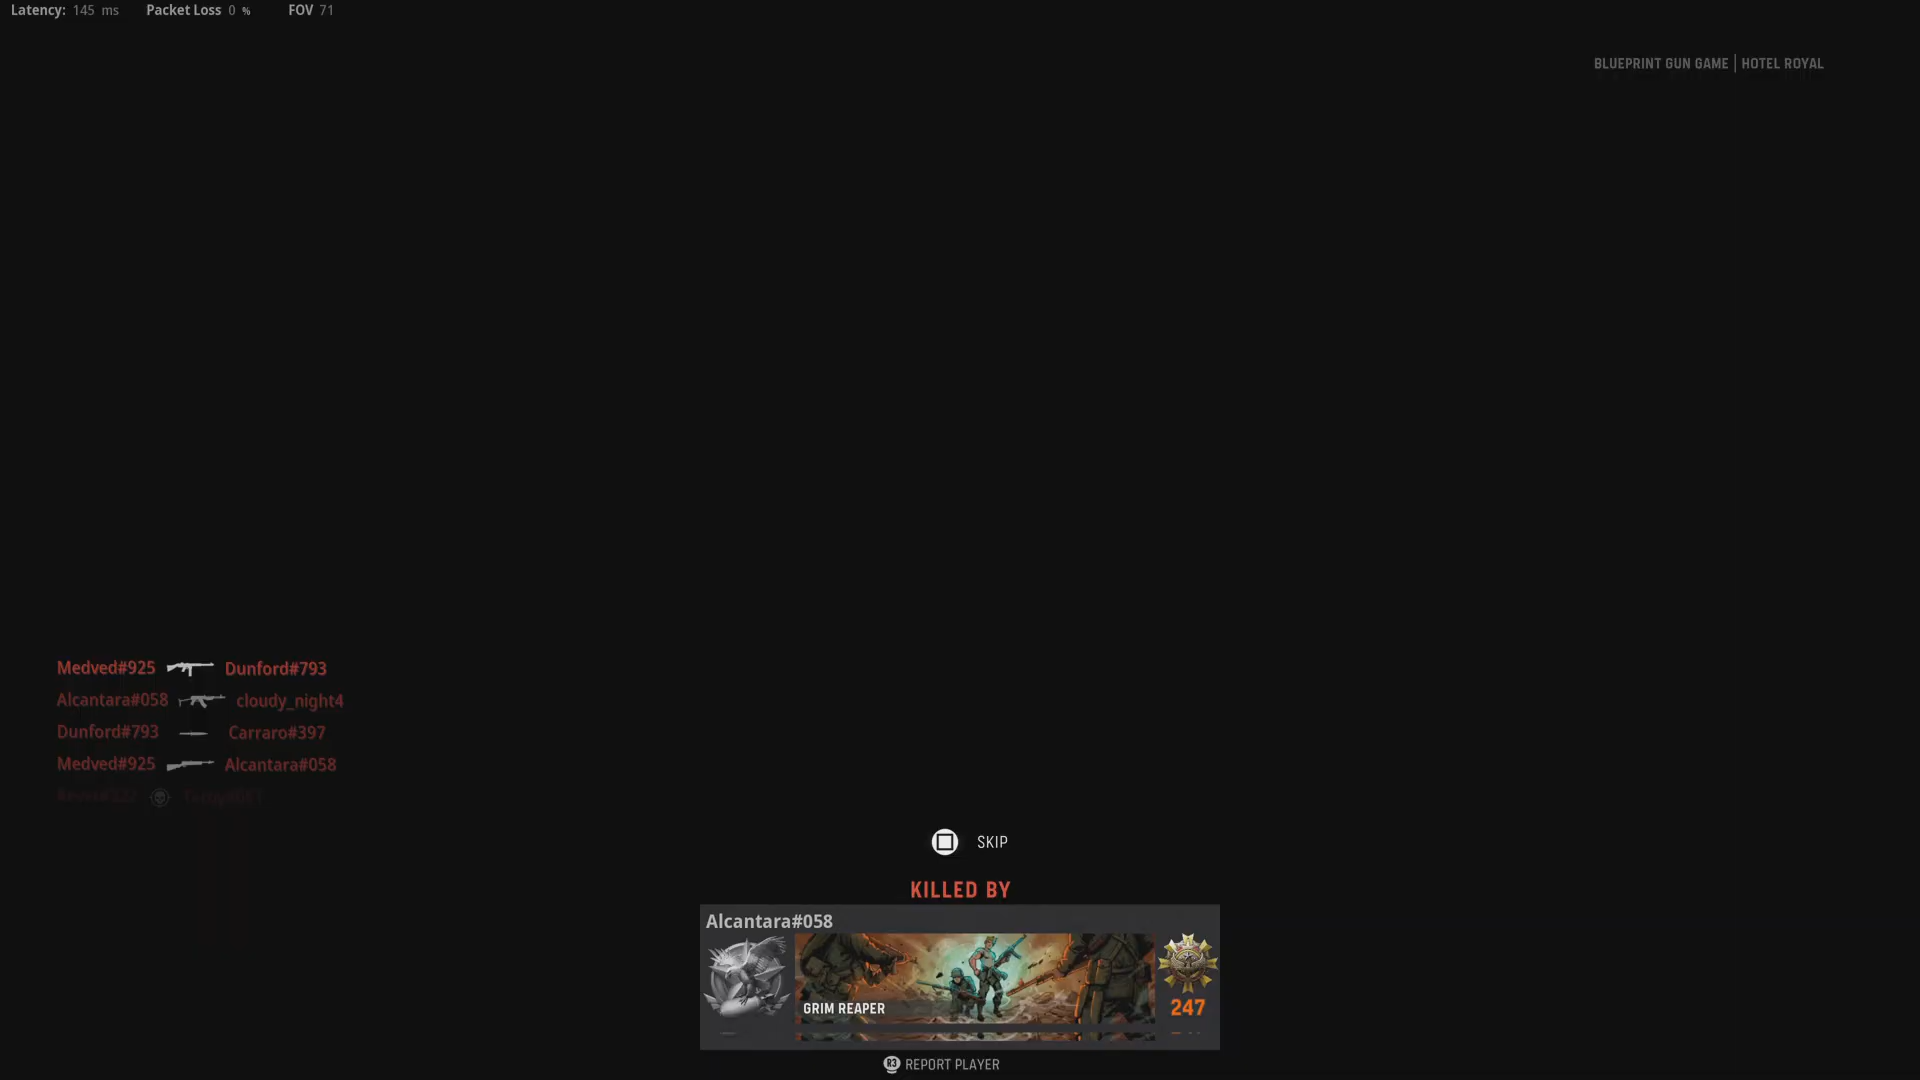 Latency: 145 ms Packet Loss 0 % FOV 71
BLUEPRINT GUN GAME | HOTEL ROYAL
Medved#925 Dunford#793
Alcantara#058 cloudy_night4
Dunford#793 Carraro#397
Medved#925 Alcantara#058
SKIP
KILLED BY
Alcantara#058
GRIM REAPER
247
R3 REPORT PLAYER